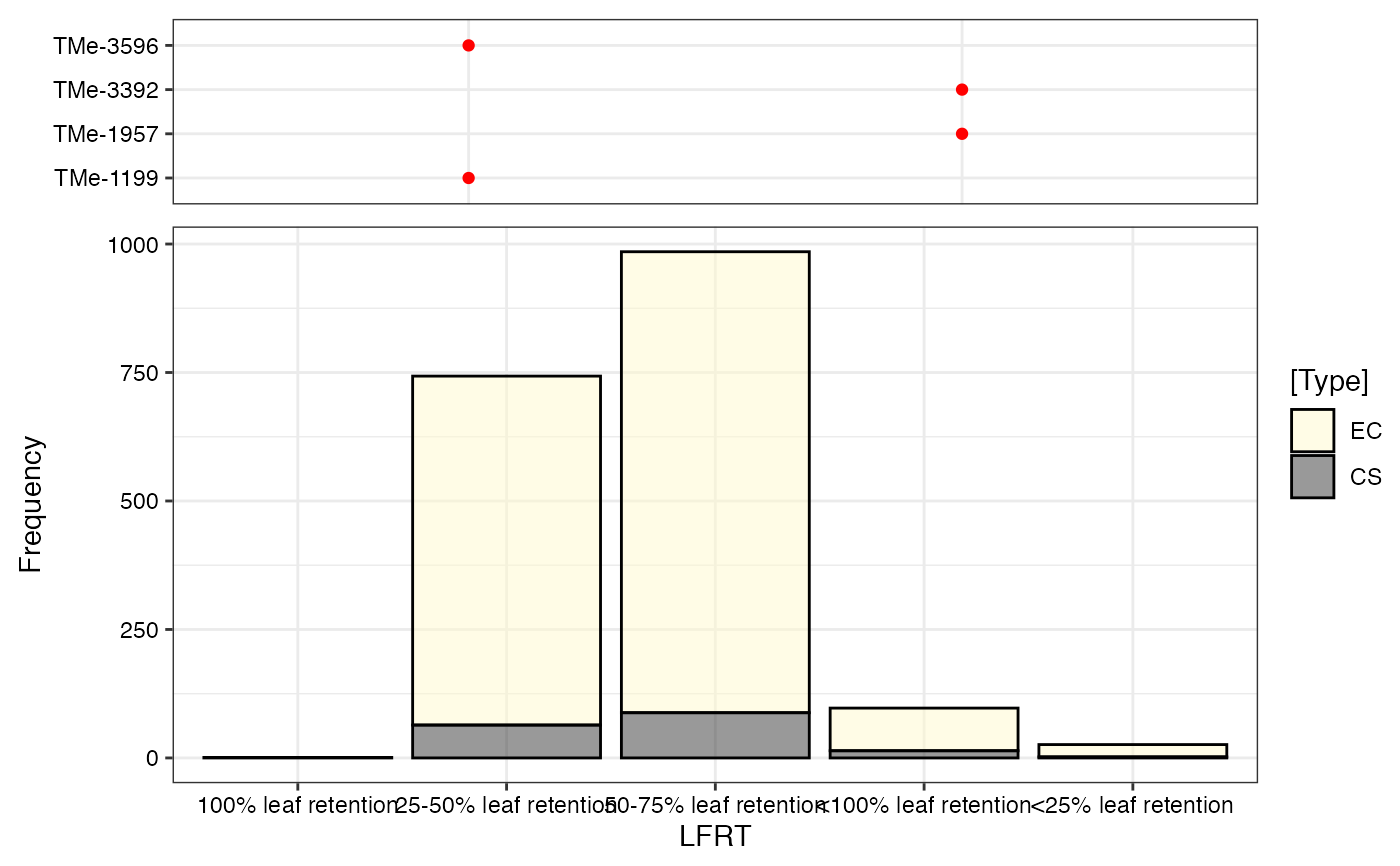 TMe-3596
TMe-3392
TMe-1957
TMe-1199
1000
750
500
250
0
Frequency
100% leaf retention
25-50% leaf retention
50-75% leaf retention
<100% leaf retention
<25% leaf retention
LFRT
[Type]
EC
CS